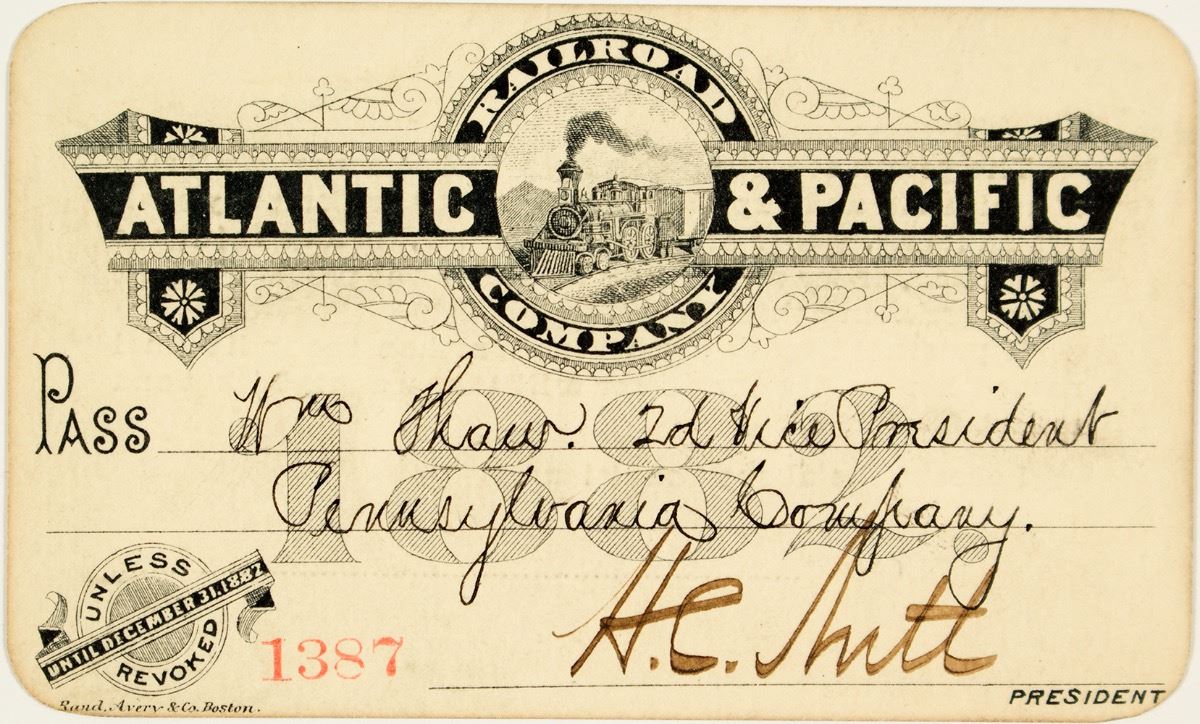 RAILROAD
ATLANTIC & PACIFIC
COMPANY
PASS Wm Thaw. 2d Vice President
1882.
Pennsylvania Company.
UNLESS
UNTIL DECEMBER 31, 1882
REVOKED
1387
H.C. Nutt
PRESIDENT
Rand, Avery & Co. Boston.